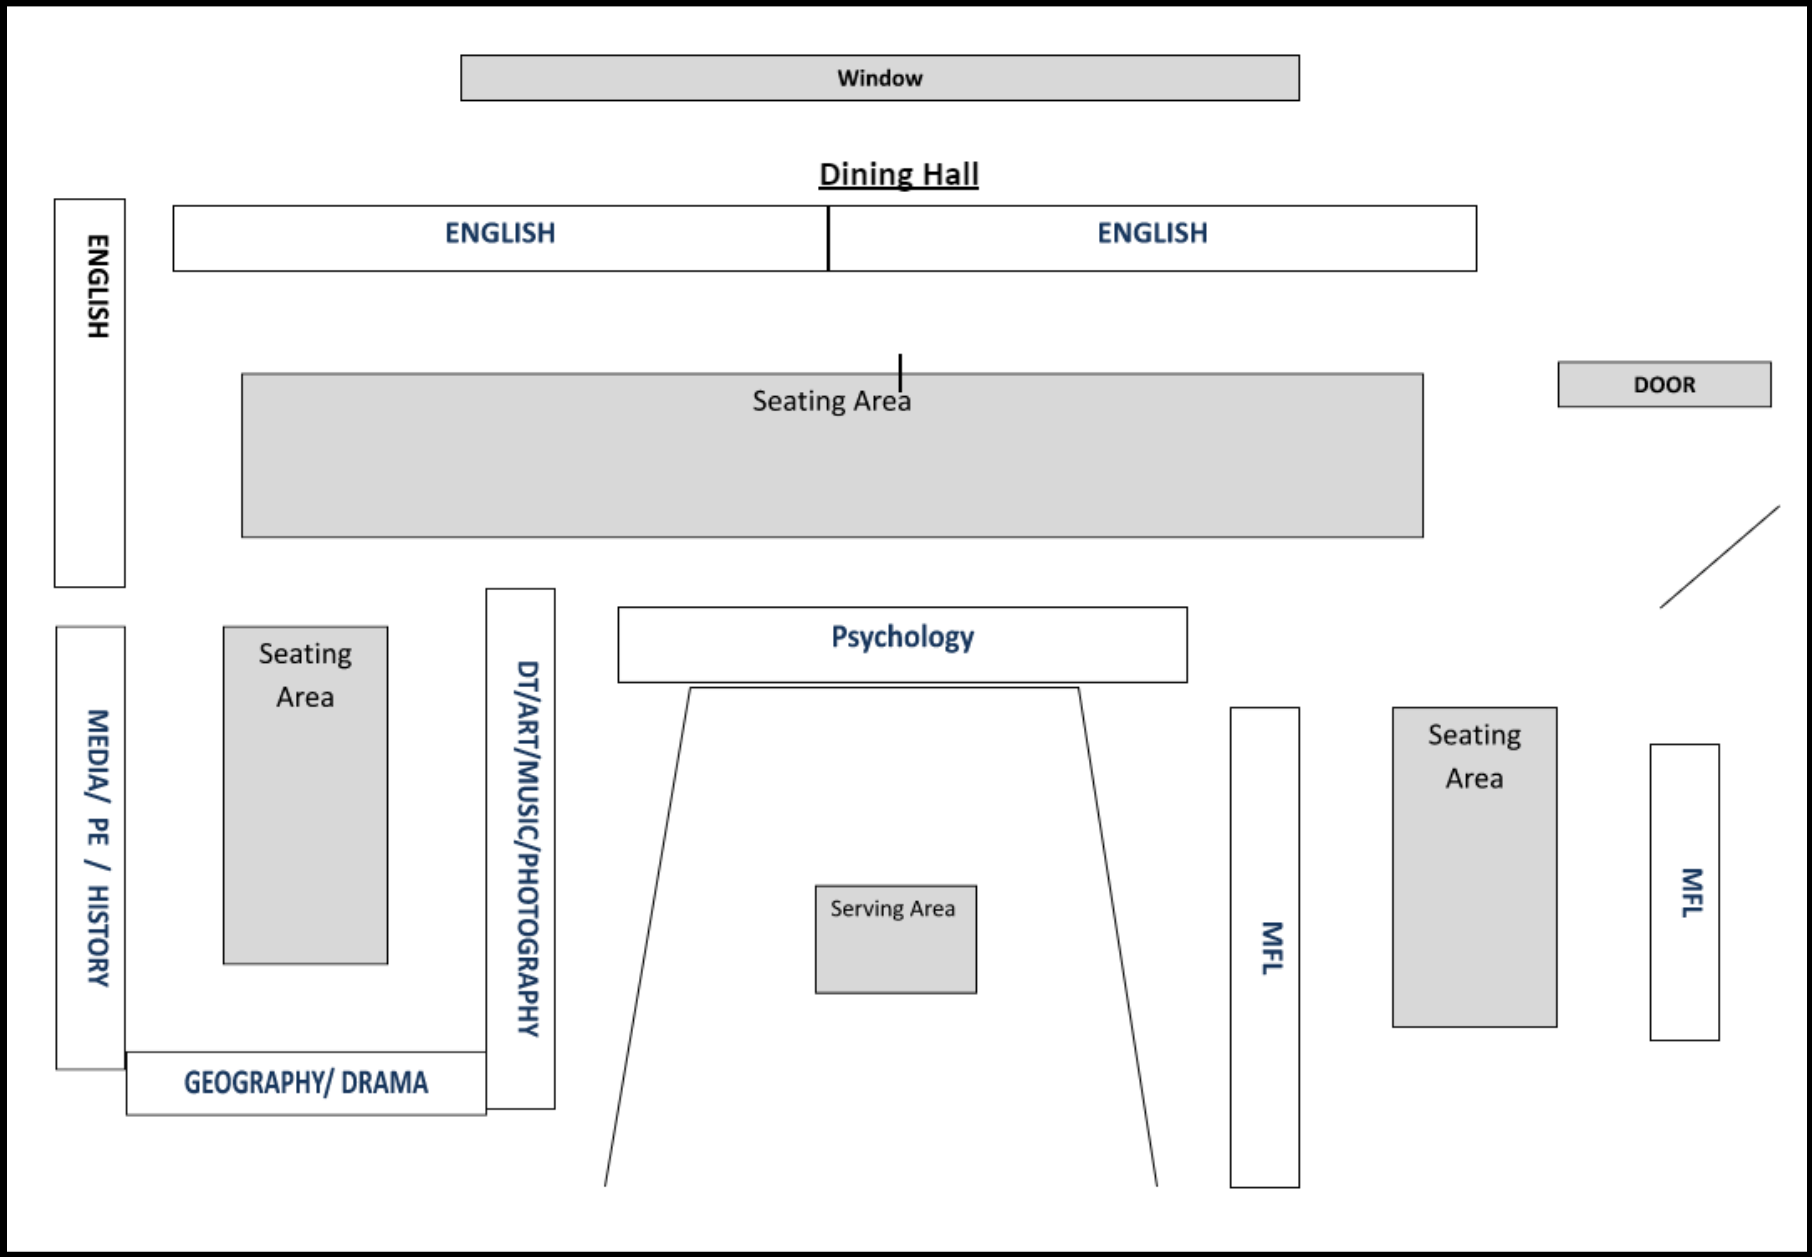 Window
Dining Hall
ENGLISH
ENGLISH
ENGLISH
Seating Area
DOOR
Seating
Area
Psychology
DT/ART/MUSIC/PHOTOGRAPHY
MEDIA/ PE / HISTORY
Seating
Area
Serving Area
MFL
MFL
GEOGRAPHY/ DRAMA